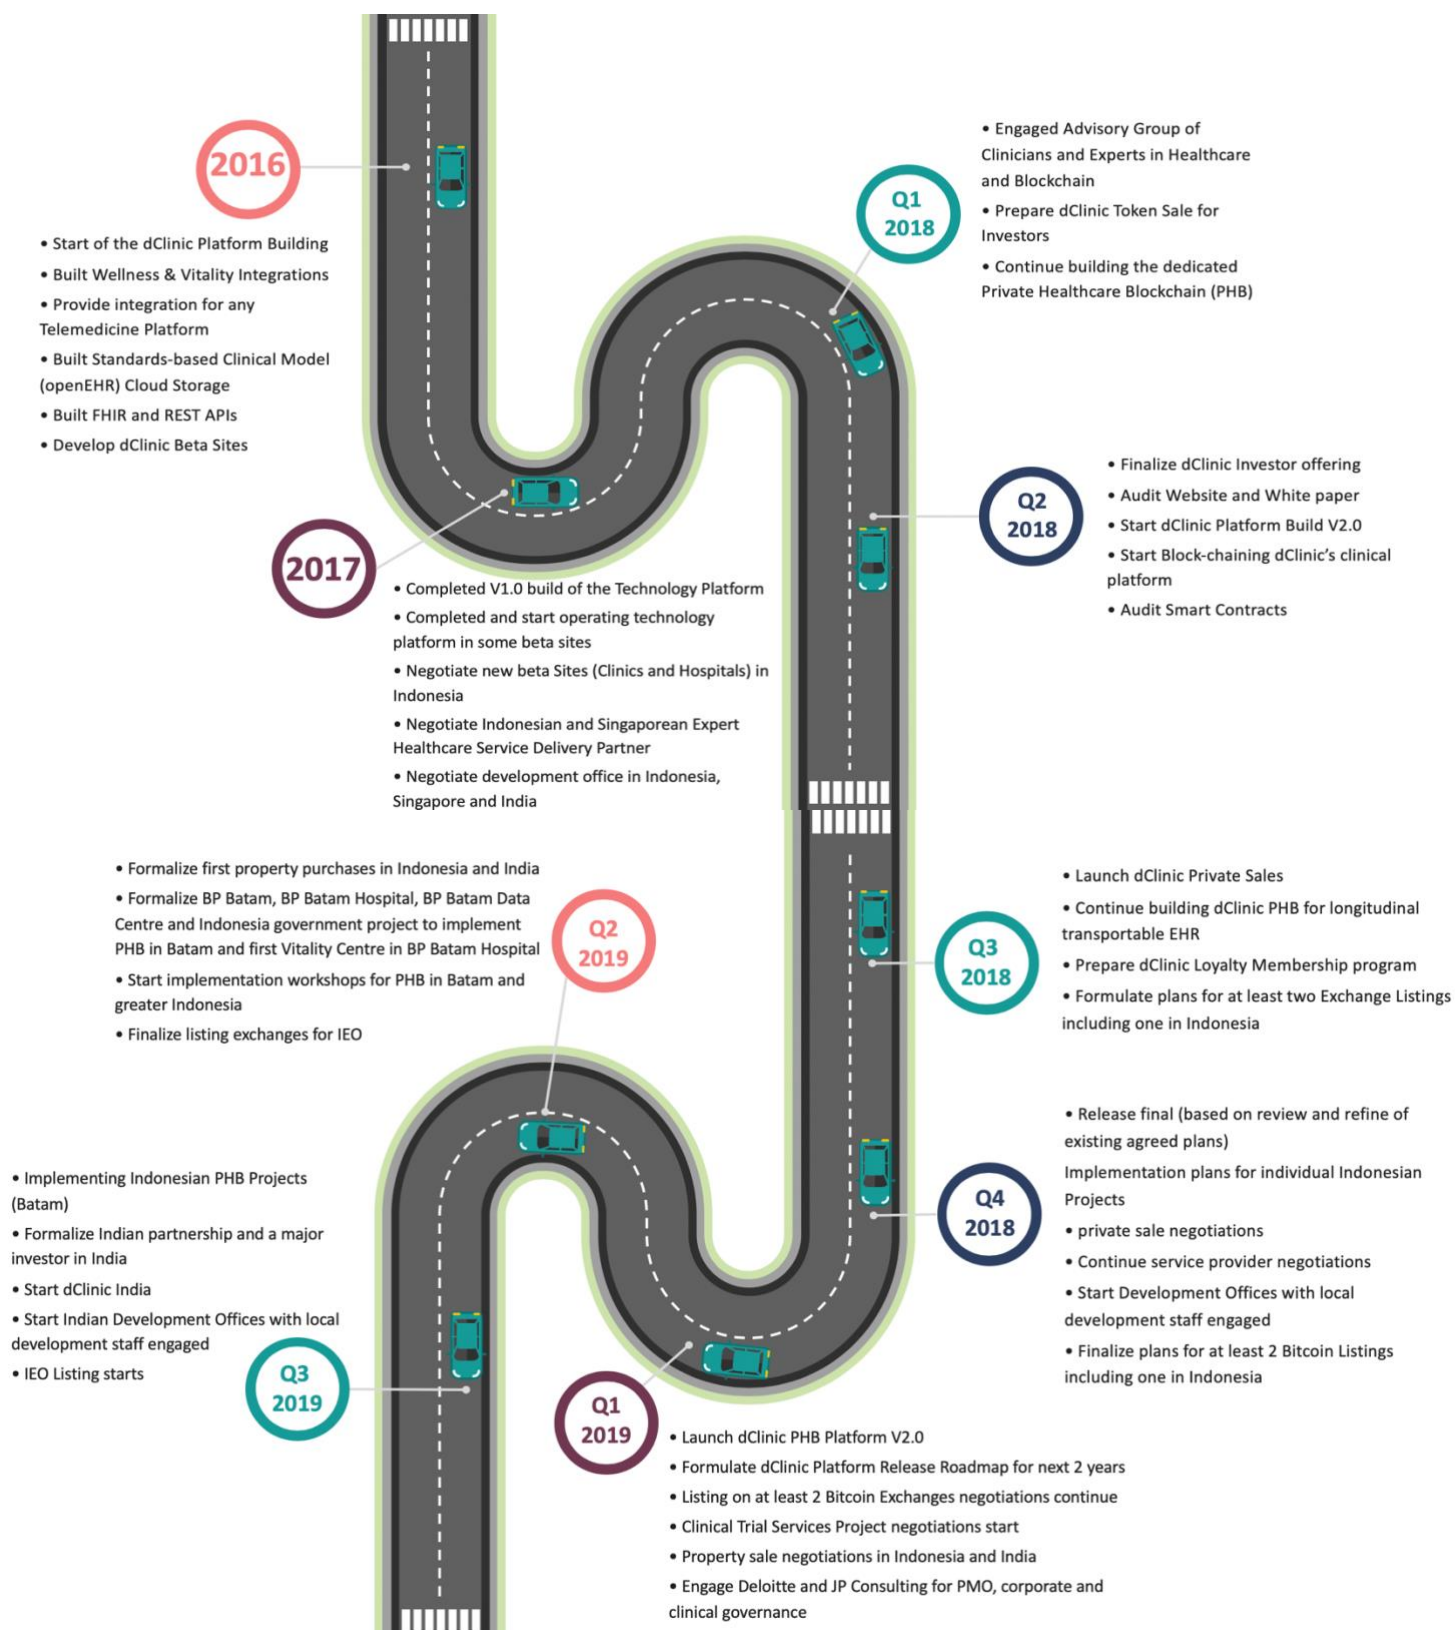 2016
• Start of the dClinic Platform Building
• Built Wellness & Vitality Integrations
• Provide integration for any
Telemedicine Platform
• Built Standards-based Clinical Model
(openEHR) Cloud Storage
• Built FHIR and REST APIs
• Develop dClinic Beta Sites
2017
• Completed V1.0 build of the Technology Platform
• Completed and start operating technology
platform in some beta sites
• Negotiate new beta Sites (Clinics and Hospitals) in
Indonesia
• Negotiate Indonesian and Singaporean Expert
Healthcare Service Delivery Partner
• Negotiate development office in Indonesia,
Singapore and India
Q1
2018
• Engaged Advisory Group of
Clinicians and Experts in Healthcare
and Blockchain
• Prepare dClinic Token Sale for
Investors
• Continue building the dedicated
Private Healthcare Blockchain (PHB)
Q2
2018
• Finalize dClinic Investor offering
• Audit Website and White paper
• Start dClinic Platform Build V2.0
• Start Block-chaining dClinic’s clinical
platform
• Audit Smart Contracts
Q3
2018
• Launch dClinic Private Sales
• Continue building dClinic PHB for longitudinal
transportable EHR
• Prepare dClinic Loyalty Membership program
• Formulate plans for at least two Exchange Listings
including one in Indonesia
Q4
2018
• Release final (based on review and refine of
existing agreed plans)
Implementation plans for individual Indonesian
Projects
• private sale negotiations
• Continue service provider negotiations
• Start Development Offices with local
development staff engaged
• Finalize plans for at least 2 Bitcoin Listings
including one in Indonesia
Q1
2019
• Launch dClinic PHB Platform V2.0
• Formulate dClinic Platform Release Roadmap for next 2 years
• Listing on at least 2 Bitcoin Exchanges negotiations continue
• Clinical Trial Services Project negotiations start
• Property sale negotiations in Indonesia and India
• Engage Deloitte and JP Consulting for PMO, corporate and
clinical governance
Q2
2019
• Formalize first property purchases in Indonesia and India
• Formalize BP Batam, BP Batam Hospital, BP Batam Data
Centre and Indonesia government project to implement
PHB in Batam and first Vitality Centre in BP Batam Hospital
• Start implementation workshops for PHB in Batam and
greater Indonesia
• Finalize listing exchanges for IEO
Q3
2019
• Implementing Indonesian PHB Projects
(Batam)
• Formalize Indian partnership and a major
investor in India
• Start dClinic India
• Start Indian Development Offices with local
development staff engaged
• IEO Listing starts